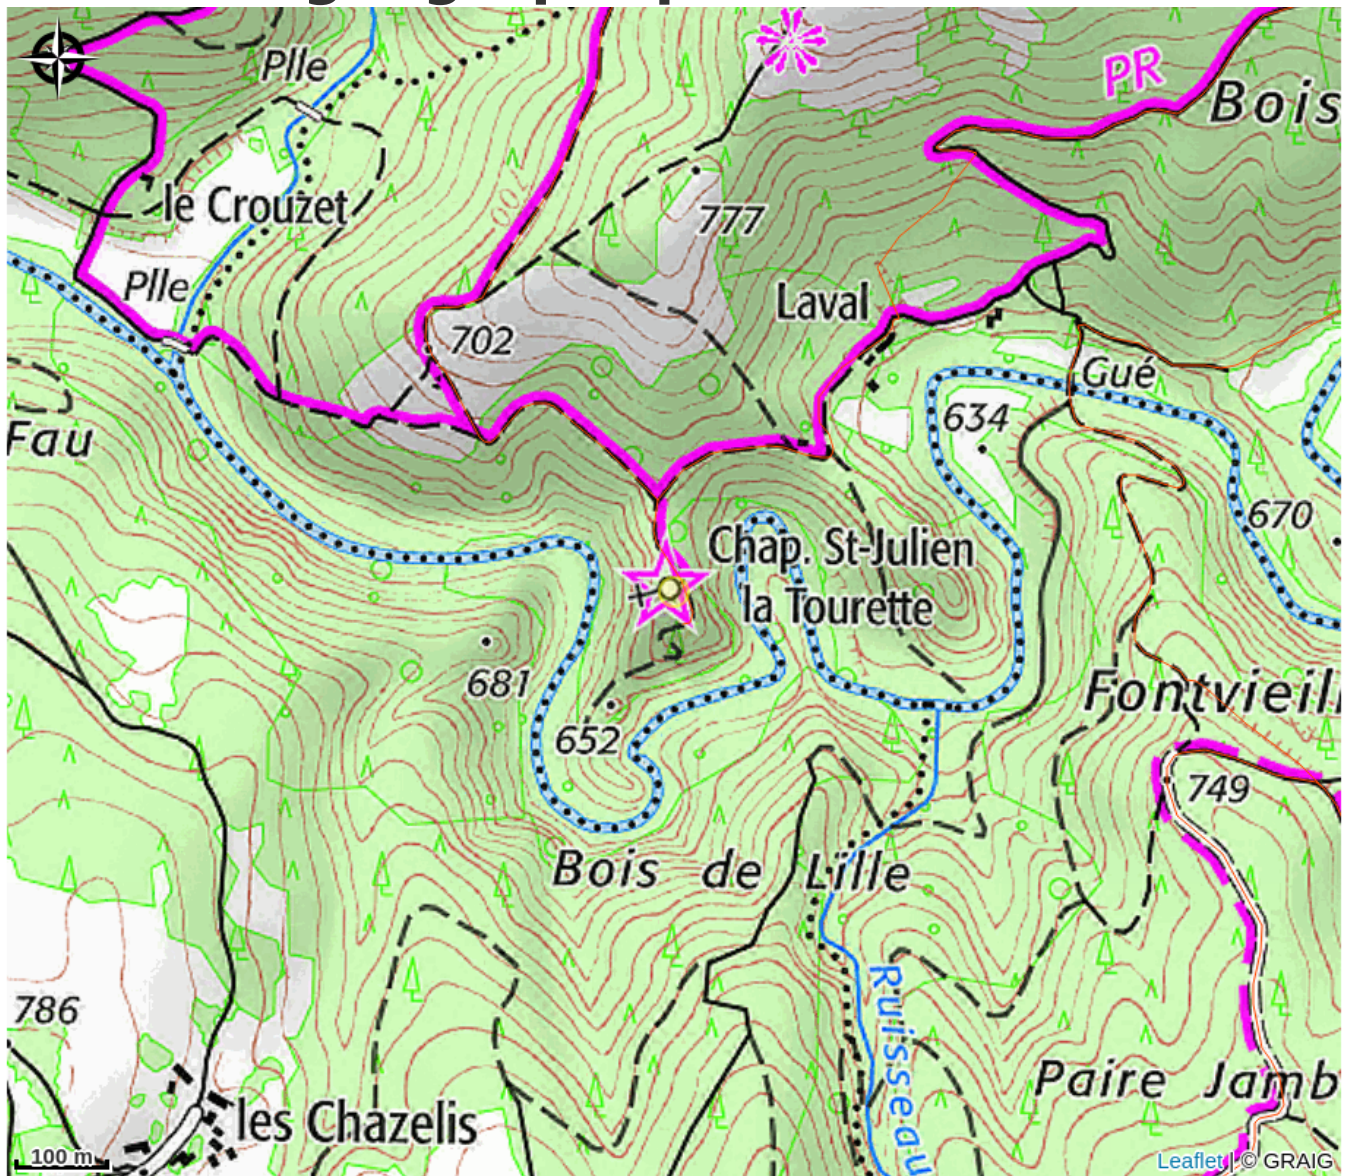 Plle
PR
Bois
le Crouzet
700
777
Plle
Laval
702
Gué
634
Fau
670
Chap. St-Julien
la Tourette
681
Fontvieill
652
749
Bois de Lille
Ruisseau
786
Paire Jamb
les Chazelis
100 m
Leaflet | © GRAIG